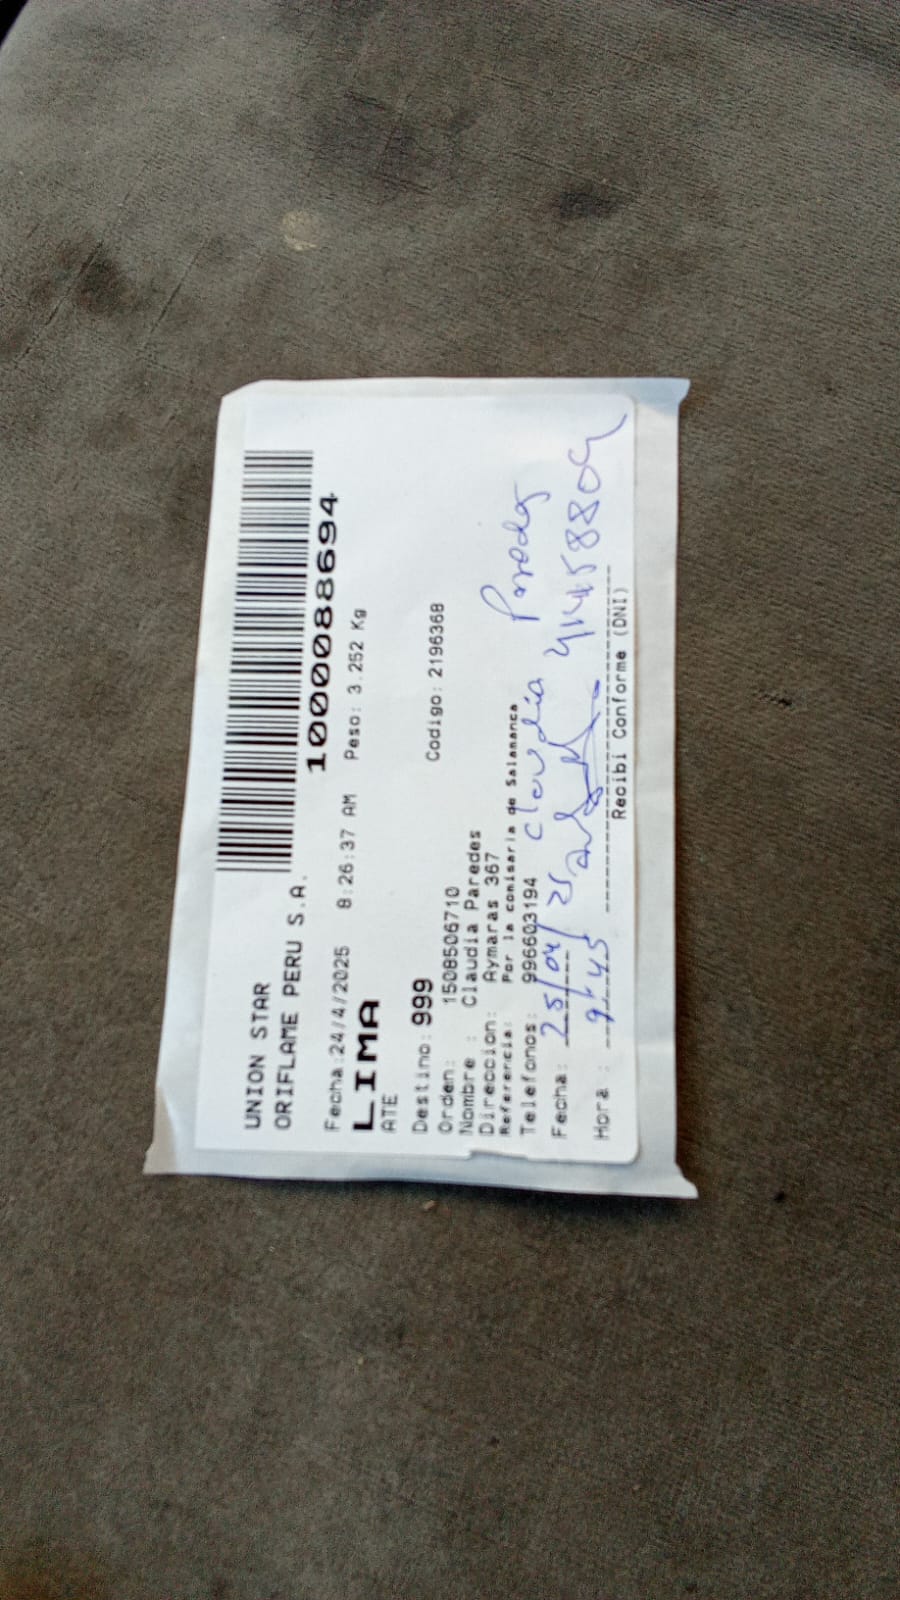 UNION STAR
ORIFLAME PERU S.A.
1000088694
Fecha:24/4/2025 8:26:37 AM Peso: 3.252 Kg
LIMA
ATE
Destino: 999
Orden: 1508506710 Codigo: 2196368
Nombre : Claudia Paredes
Direccion: Aymaras 367
Referencia: Por la comisaria de Salamanca
Telefonos: 996603194
Claudia Paredes
Fecha: 25/04/25
Hora : 9:45
Recibi Conforme (DNI)